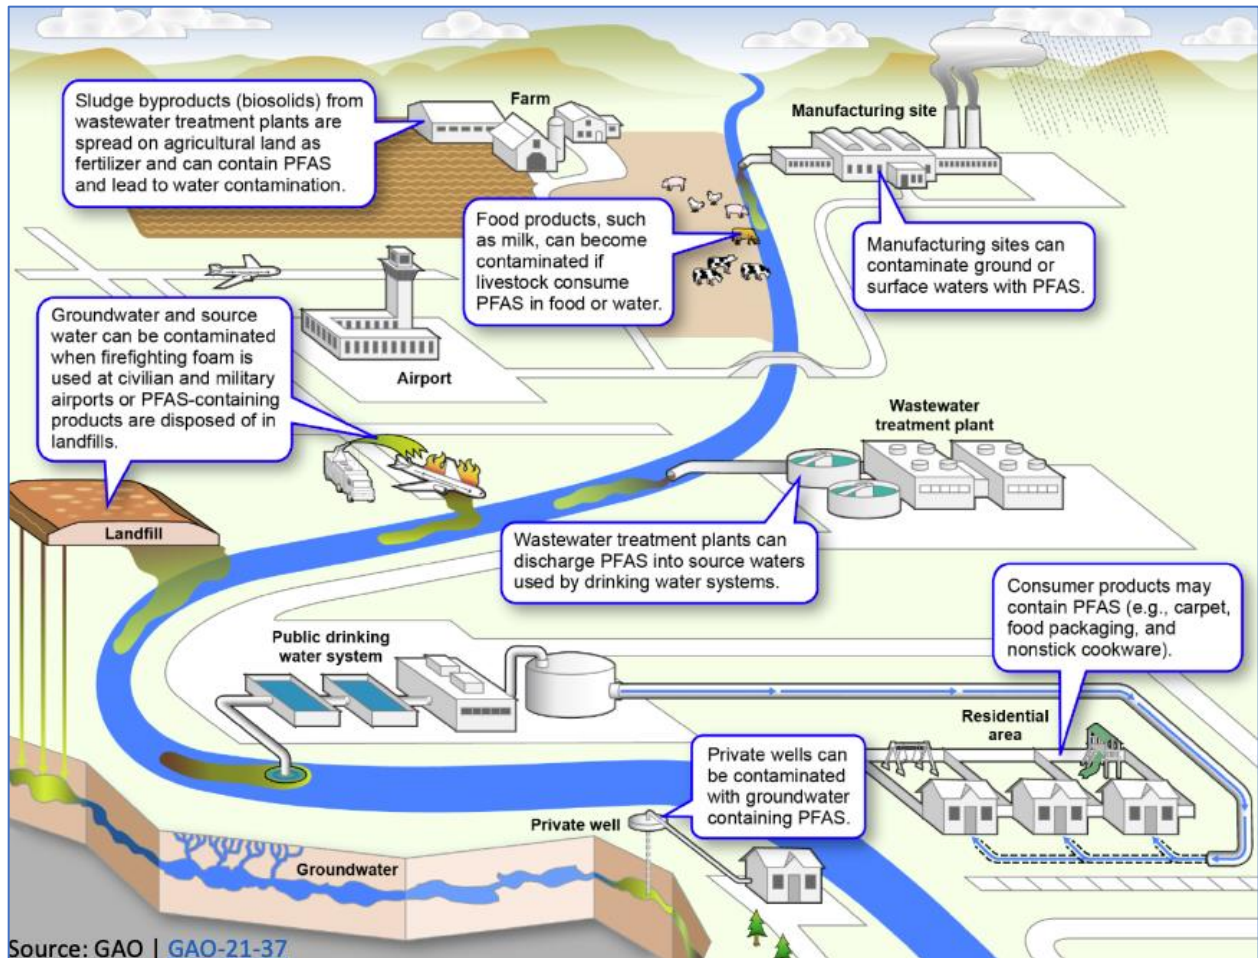 Farm
Sludge byproducts (biosolids) from
wastewater treatment plants are
spread on agricultural land as
fertilizer and can contain PFAS
and lead to water contamination.
Manufacturing site
Food products, such
as milk, can become
contaminated if
livestock consume
PFAS in food or water.
Manufacturing sites can
contaminate ground or
surface waters with PFAS.
Groundwater and source
water can be contaminated
when firefighting foam is
used at civilian and military
airports or PFAS-containing
products are disposed of in
landfills.
Airport
Wastewater
treatment plant
Landfill
Wastewater treatment plants can
discharge PFAS into source waters
used by drinking water systems.
Consumer products may
contain PFAS (e.g., carpet,
food packaging, and
nonstick cookware).
Public drinking
water system
Residential
area
Private wells can
be contaminated
with groundwater
containing PFAS.
Private well
Groundwater
Source: GAO | GAO-21-37